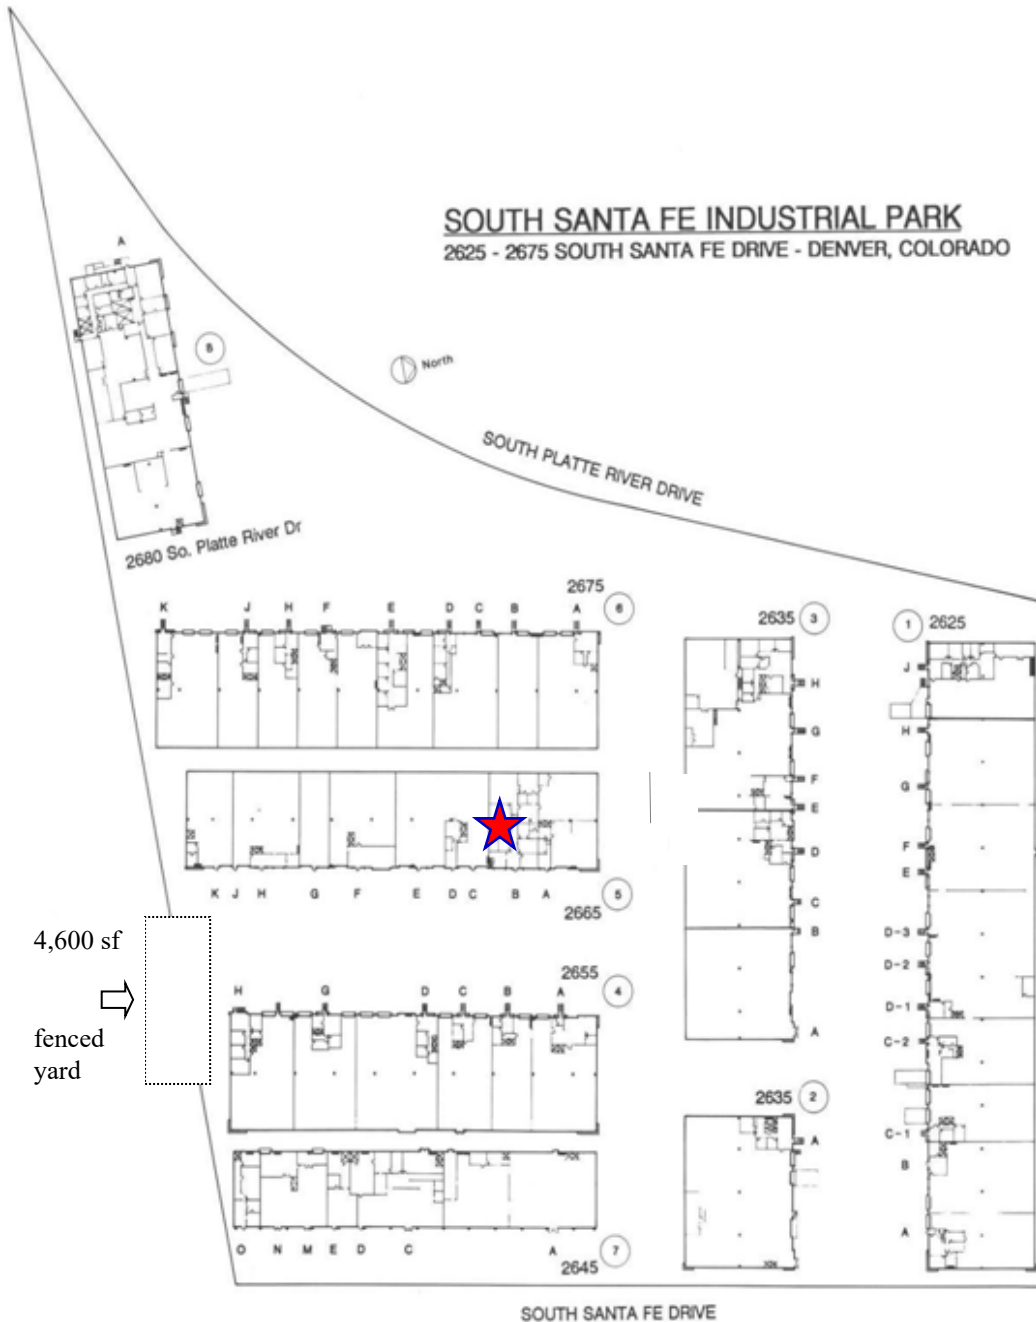 SOUTH SANTA FE INDUSTRIAL PARK
2625 - 2675 SOUTH SANTA FE DRIVE - DENVER, COLORADO
A
8
North
SOUTH PLATTE RIVER DRIVE
2680 So. Platte River Dr
2675
K J H F E D C B A 6
2635 3
1 2625
J
H
H
G
G
F
F
E
E
D
C
B
A
D-3
D-2
D-1
C-2
C-1
B
A
K J H G F E D C B A 5
2665
4,600 sf
fenced
yard
2655
H G D C B A 4
2635 2
A
O N M E D C A 7
2645
SOUTH SANTA FE DRIVE